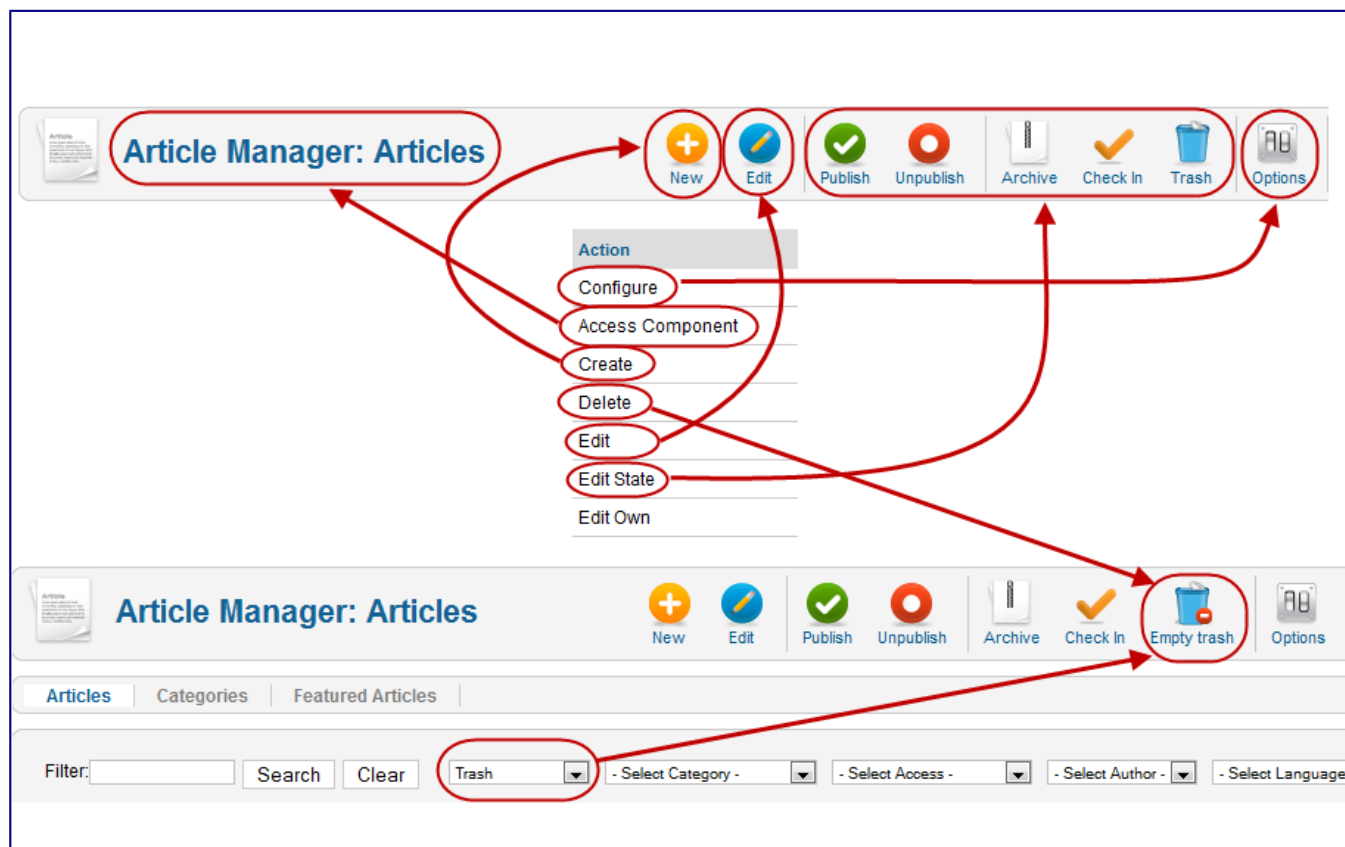 Article
Article Manager: Articles
New
Edit
Publish
Unpublish
Archive
Check In
Trash
Options
Action
Configure
Access Component
Create
Delete
Edit
Edit State
Edit Own
Article
Article Manager: Articles
New
Edit
Publish
Unpublish
Archive
Check In
Empty trash
Options
Articles
Categories
Featured Articles
Filter:
Search
Clear
Trash
- Select Category -
- Select Access -
- Select Author -
- Select Language